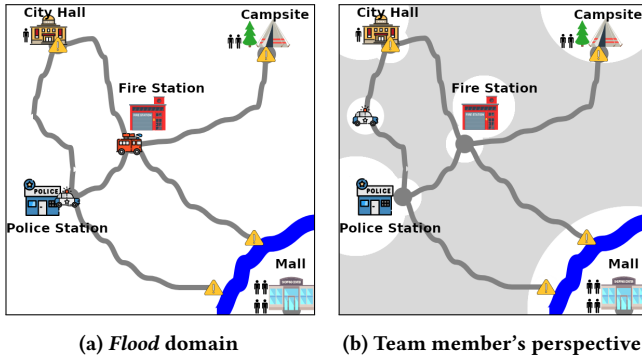 City Hall
Campsite
Fire Station
POLICE
Police Station
Mall
(a) Flood domain
City Hall
Campsite
Fire Station
POLICE
Police Station
Mall
(b) Team member's perspective